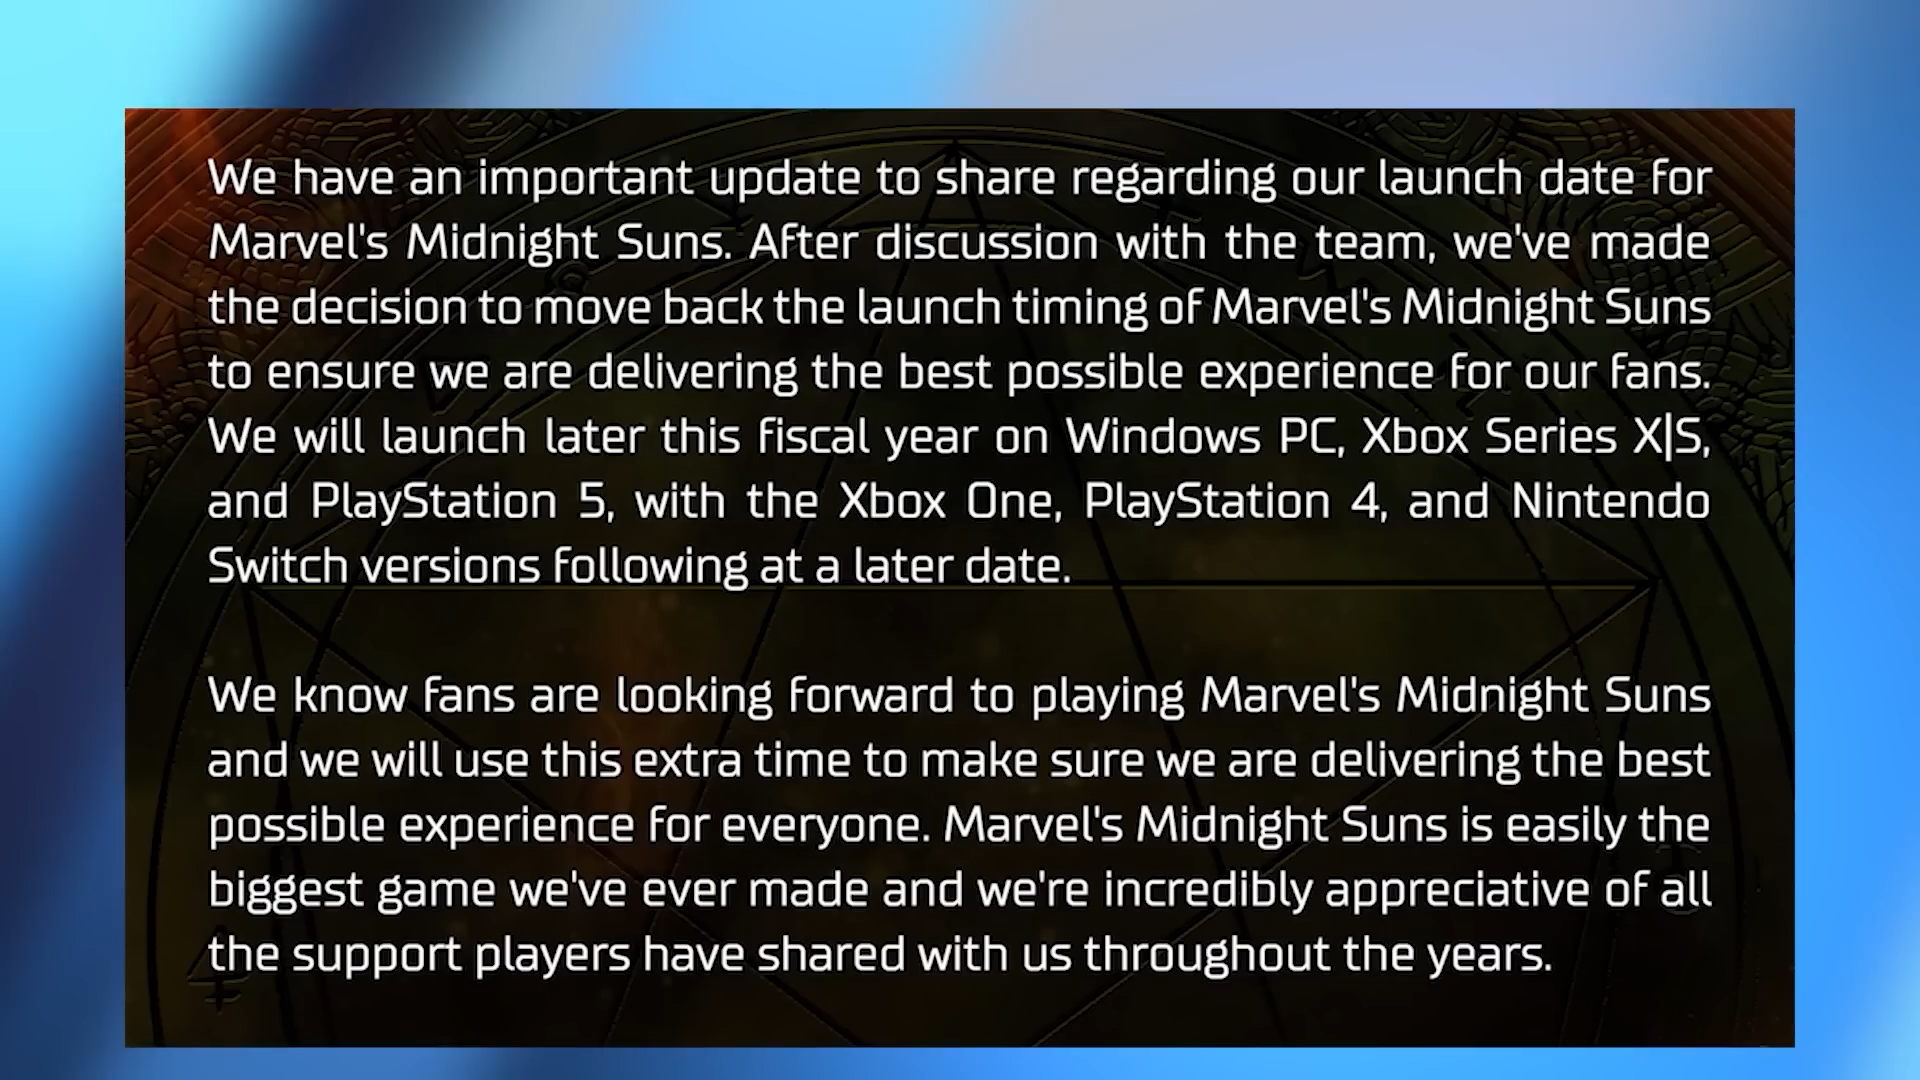 We have an important update to share regarding our launch date for
Marvel's Midnight Suns. After discussion with the team, we've made
the decision to move back the launch timing of Marvel's Midnight Suns
to ensure we are delivering the best possible experience for our fans.
We will launch later this fiscal year on Windows PC, Xbox Series X|S,
and PlayStation 5, with the Xbox One, PlayStation 4, and Nintendo
Switch versions following at a later date.
We know fans are looking forward to playing Marvel's Midnight Suns
and we will use this extra time to make sure we are delivering the best
possible experience for everyone. Marvel's Midnight Suns is easily the
biggest game we've ever made and we're incredibly appreciative of all
the support players have shared with us throughout the years.